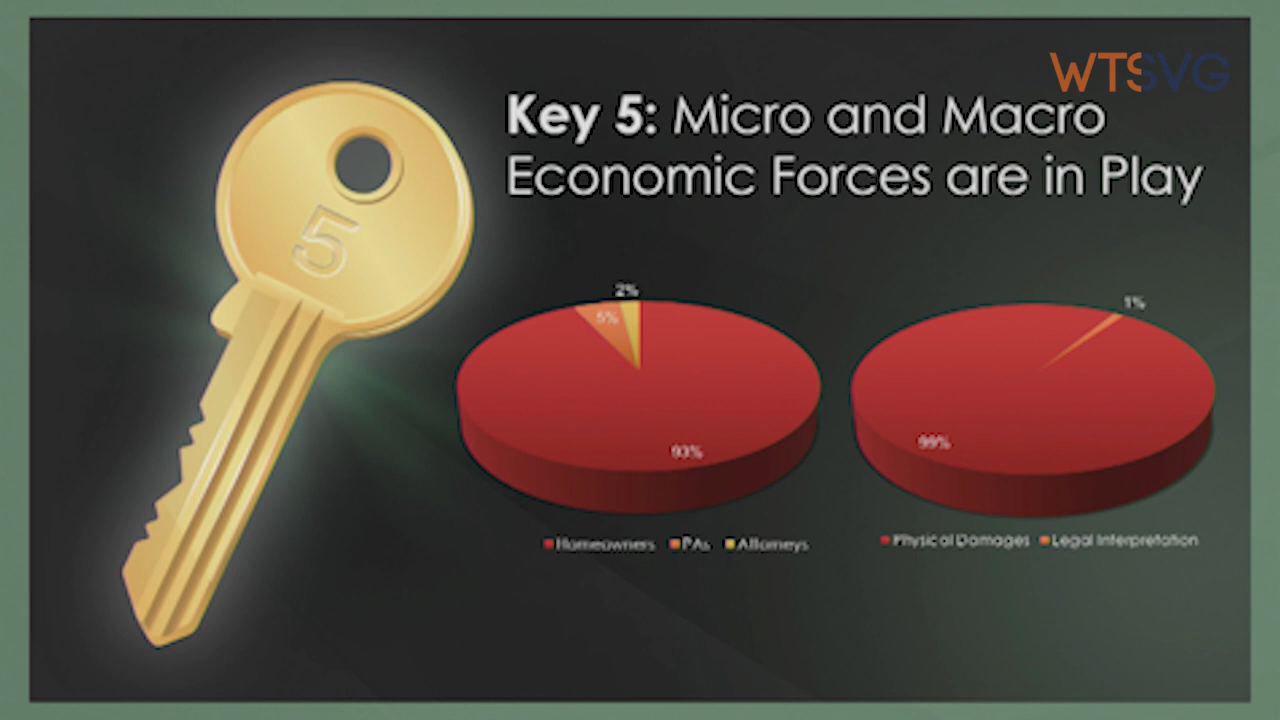 WTSVG
Key 5: Micro and Macro
Economic Forces are in Play
5
2%
5%
93%
Homeowners PAs Attorneys
1%
99%
Physical Damages Legal Interpretation